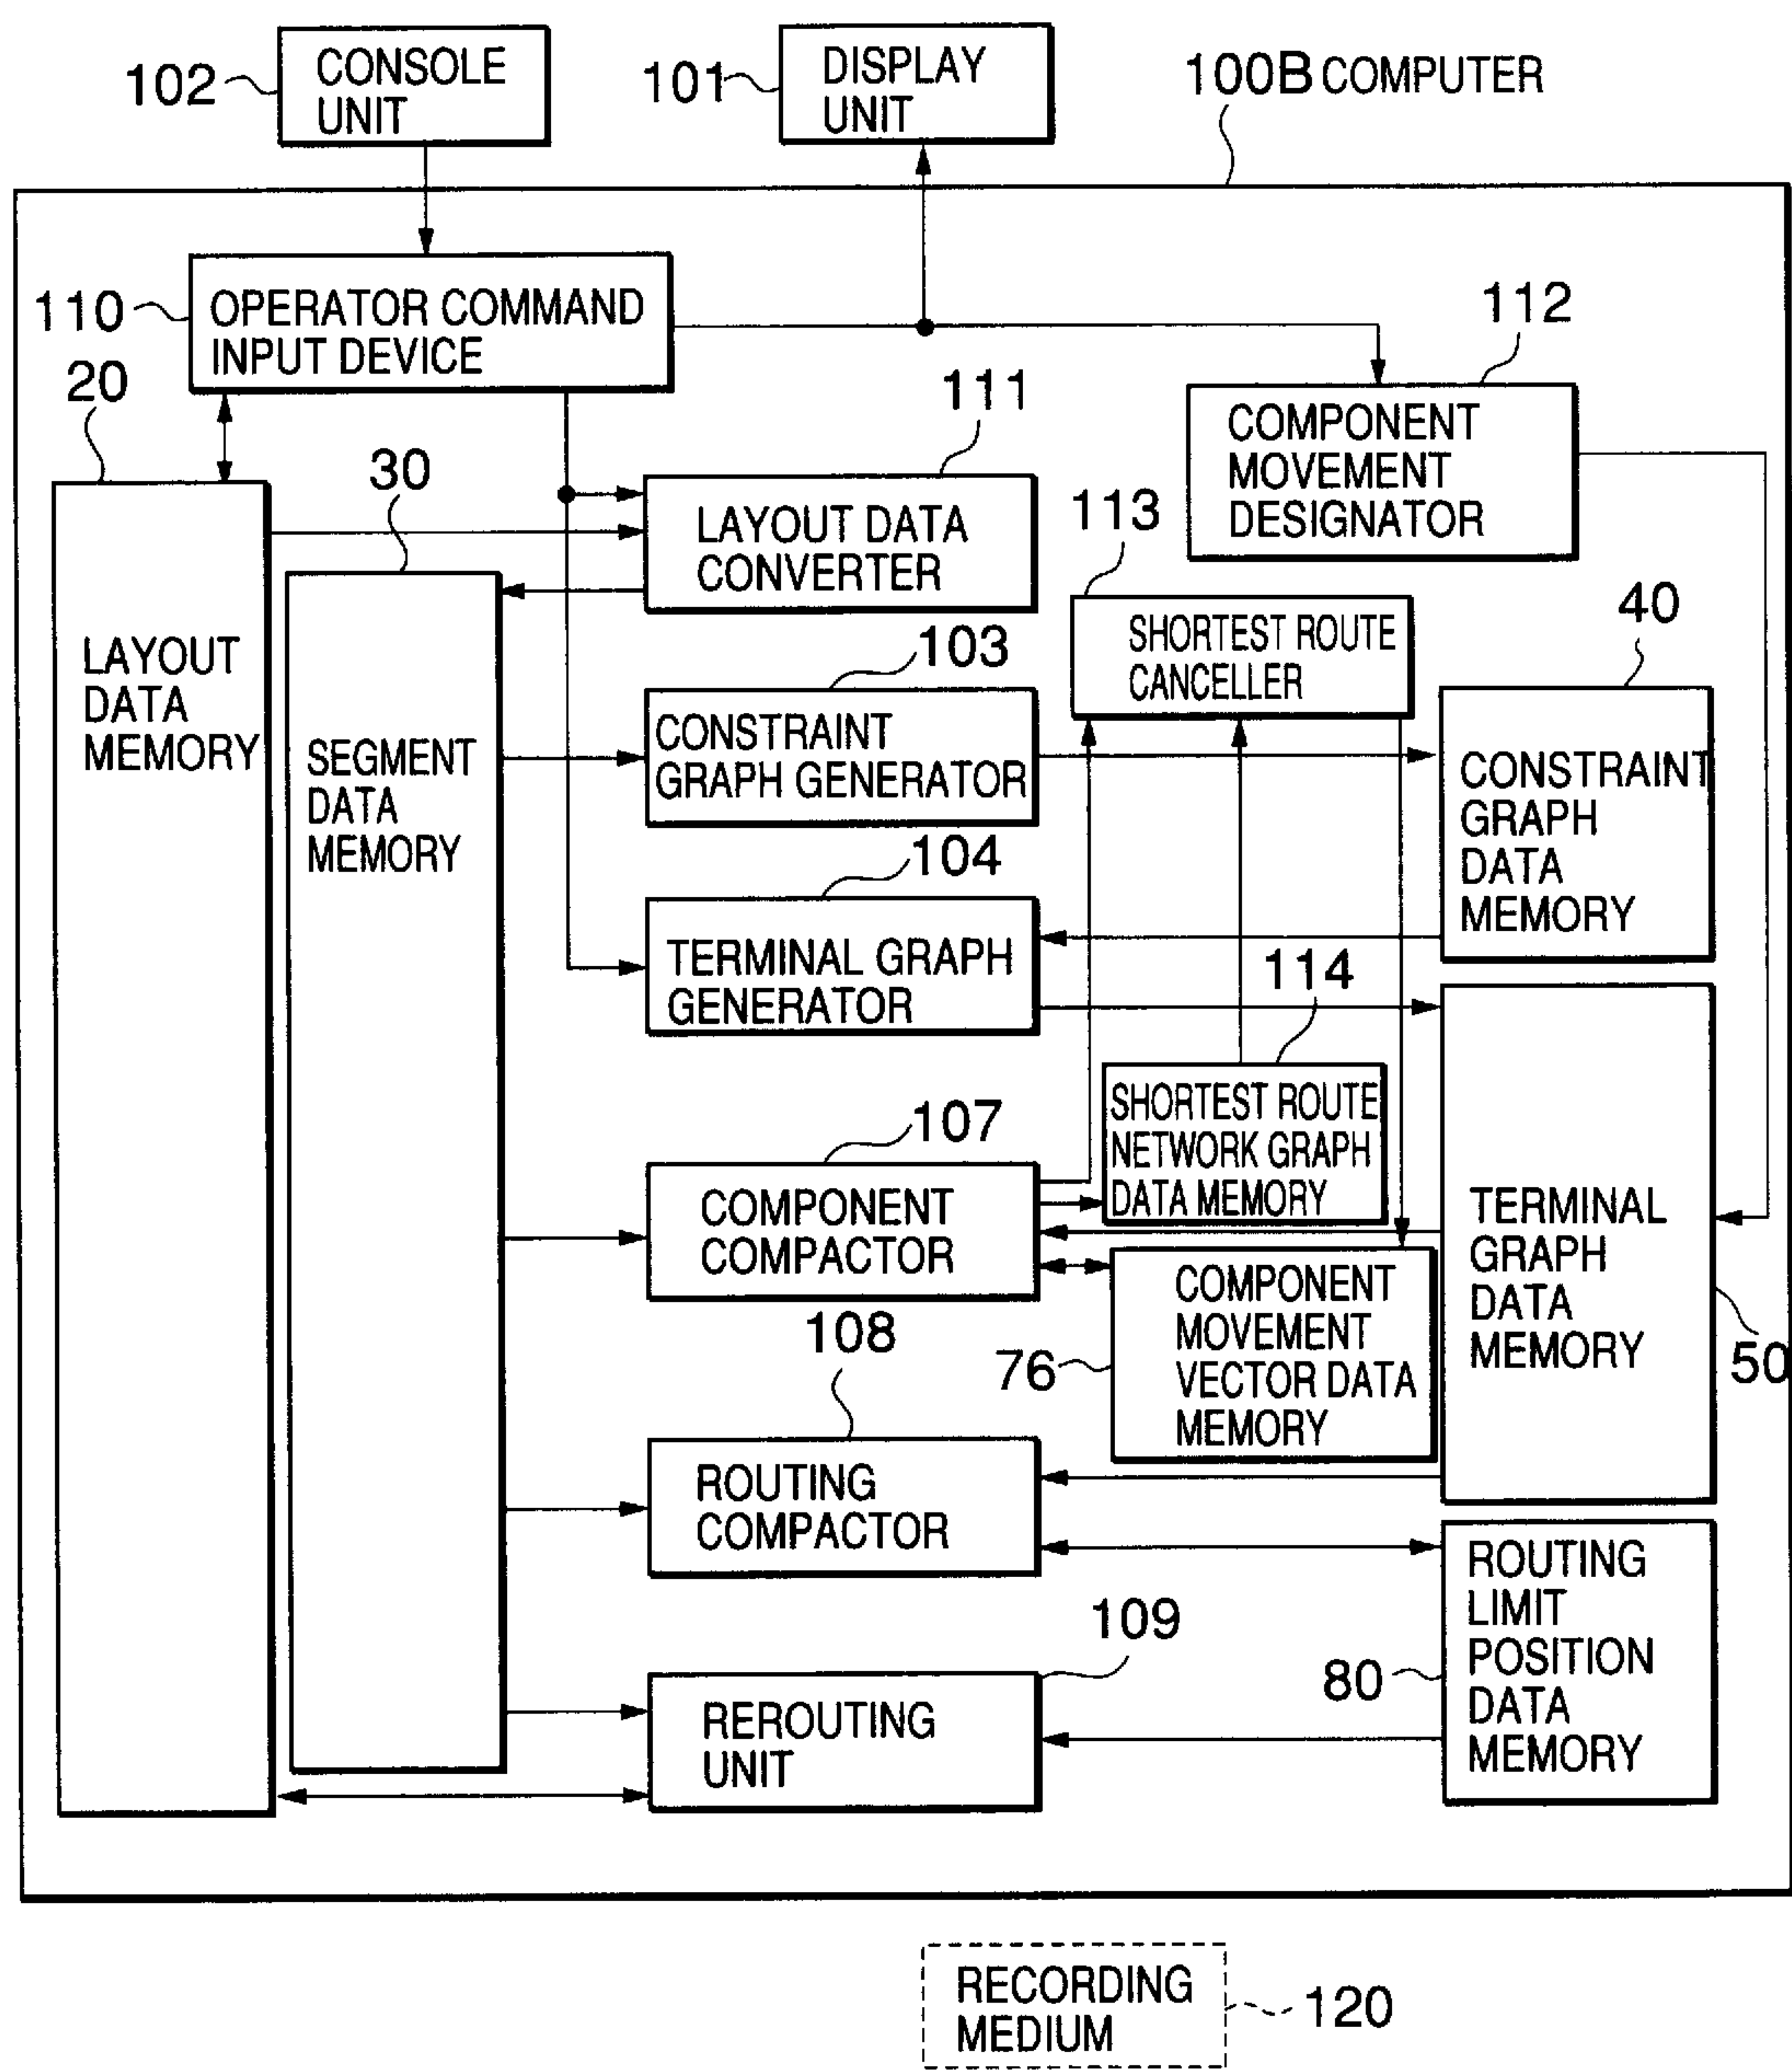 102
CONSOLE
UNIT
101
DISPLAY
UNIT
100B COMPUTER
110
OPERATOR COMMAND
INPUT DEVICE
112
COMPONENT
MOVEMENT
DESIGNATOR
20
LAYOUT
DATA
MEMORY
30
SEGMENT
DATA
MEMORY
111
LAYOUT DATA
CONVERTER
113
SHORTEST ROUTE
CANCELLER
103
CONSTRAINT
GRAPH GENERATOR
40
CONSTRAINT
GRAPH
DATA
MEMORY
104
TERMINAL GRAPH
GENERATOR
114
SHORTEST ROUTE
NETWORK GRAPH
DATA MEMORY
107
COMPONENT
COMPACTOR
TERMINAL
GRAPH
DATA
MEMORY
50
76
COMPONENT
MOVEMENT
VECTOR DATA
MEMORY
108
ROUTING
COMPACTOR
80
ROUTING
LIMIT
POSITION
DATA
MEMORY
109
REROUTING
UNIT
RECORDING
MEDIUM
120